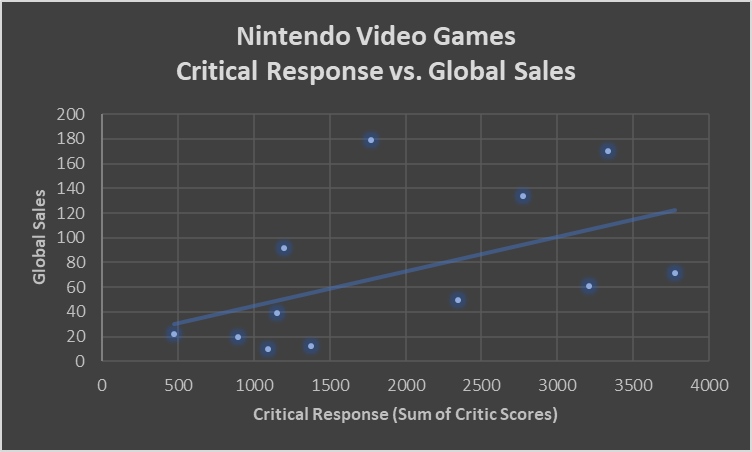 Nintendo Video Games
Critical Response vs. Global Sales
200
180
160
140
120
100
80
60
40
20
0
Global Sales
0 500 1000 1500 2000 2500 3000 3500 4000
Critical Response (Sum of Critic Scores)